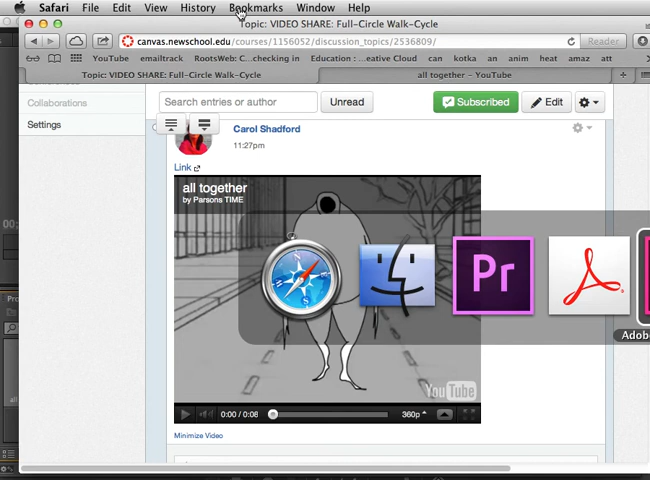 Safari File Edit View History Bookmarks Window Help
Topic: VIDEO SHARE: Full-Circle Walk-Cycle
canvas.newschool.edu/courses/1156052/discussion_topics/2536809/ Reader
YouTube emailtrack RootsWeb: C...checking in Education : ...eative Cloud can kotka an anim heat amaz att
Topic: VIDEO SHARE: Full-Circle Walk-Cycle all together – YouTube
Collaborations
Settings
Search entries or author Unread Subscribed Edit
Carol Shadford
11:27pm
Link
all together
by Parsons TIME
00;
Pro
Pr
Adob
YouTube
0:00 / 0:08 360p
Minimize Video